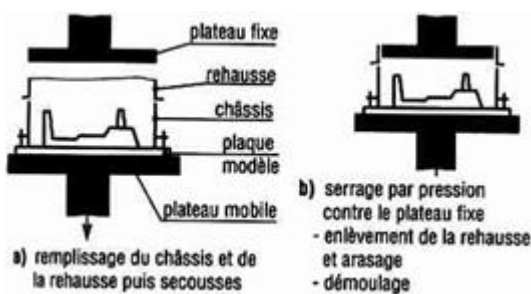 plateau fixe
rehausse
châssis
plaque
modèle
plateau mobile
a) remplissage du châssis et de
la rehausse puis secousses
b) serrage par pression
contre le plateau fixe
- enlèvement de la rehausse
et arasage
- démoulage